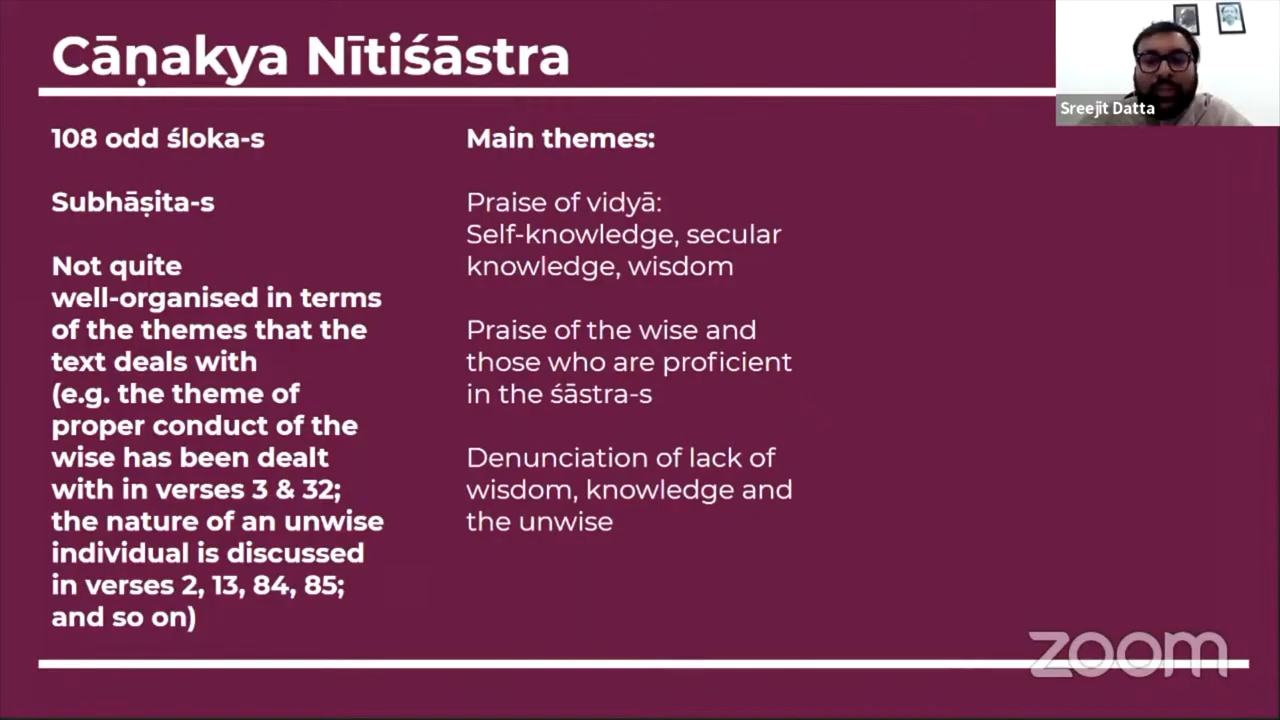 Cāṇakya Nītiśāstra
108 odd śloka-s
Subhāṣita-s
Not quite
well-organised in terms
of the themes that the
text deals with
(e.g. the theme of
proper conduct of the
wise has been dealt
with in verses 3 & 32;
the nature of an unwise
individual is discussed
in verses 2, 13, 84, 85;
and so on)
Main themes:
Praise of vidyā:
Self-knowledge, secular
knowledge, wisdom
Praise of the wise and
those who are proficient
in the śāstra-s
Denunciation of lack of
wisdom, knowledge and
the unwise
Sreejit Datta
zoom